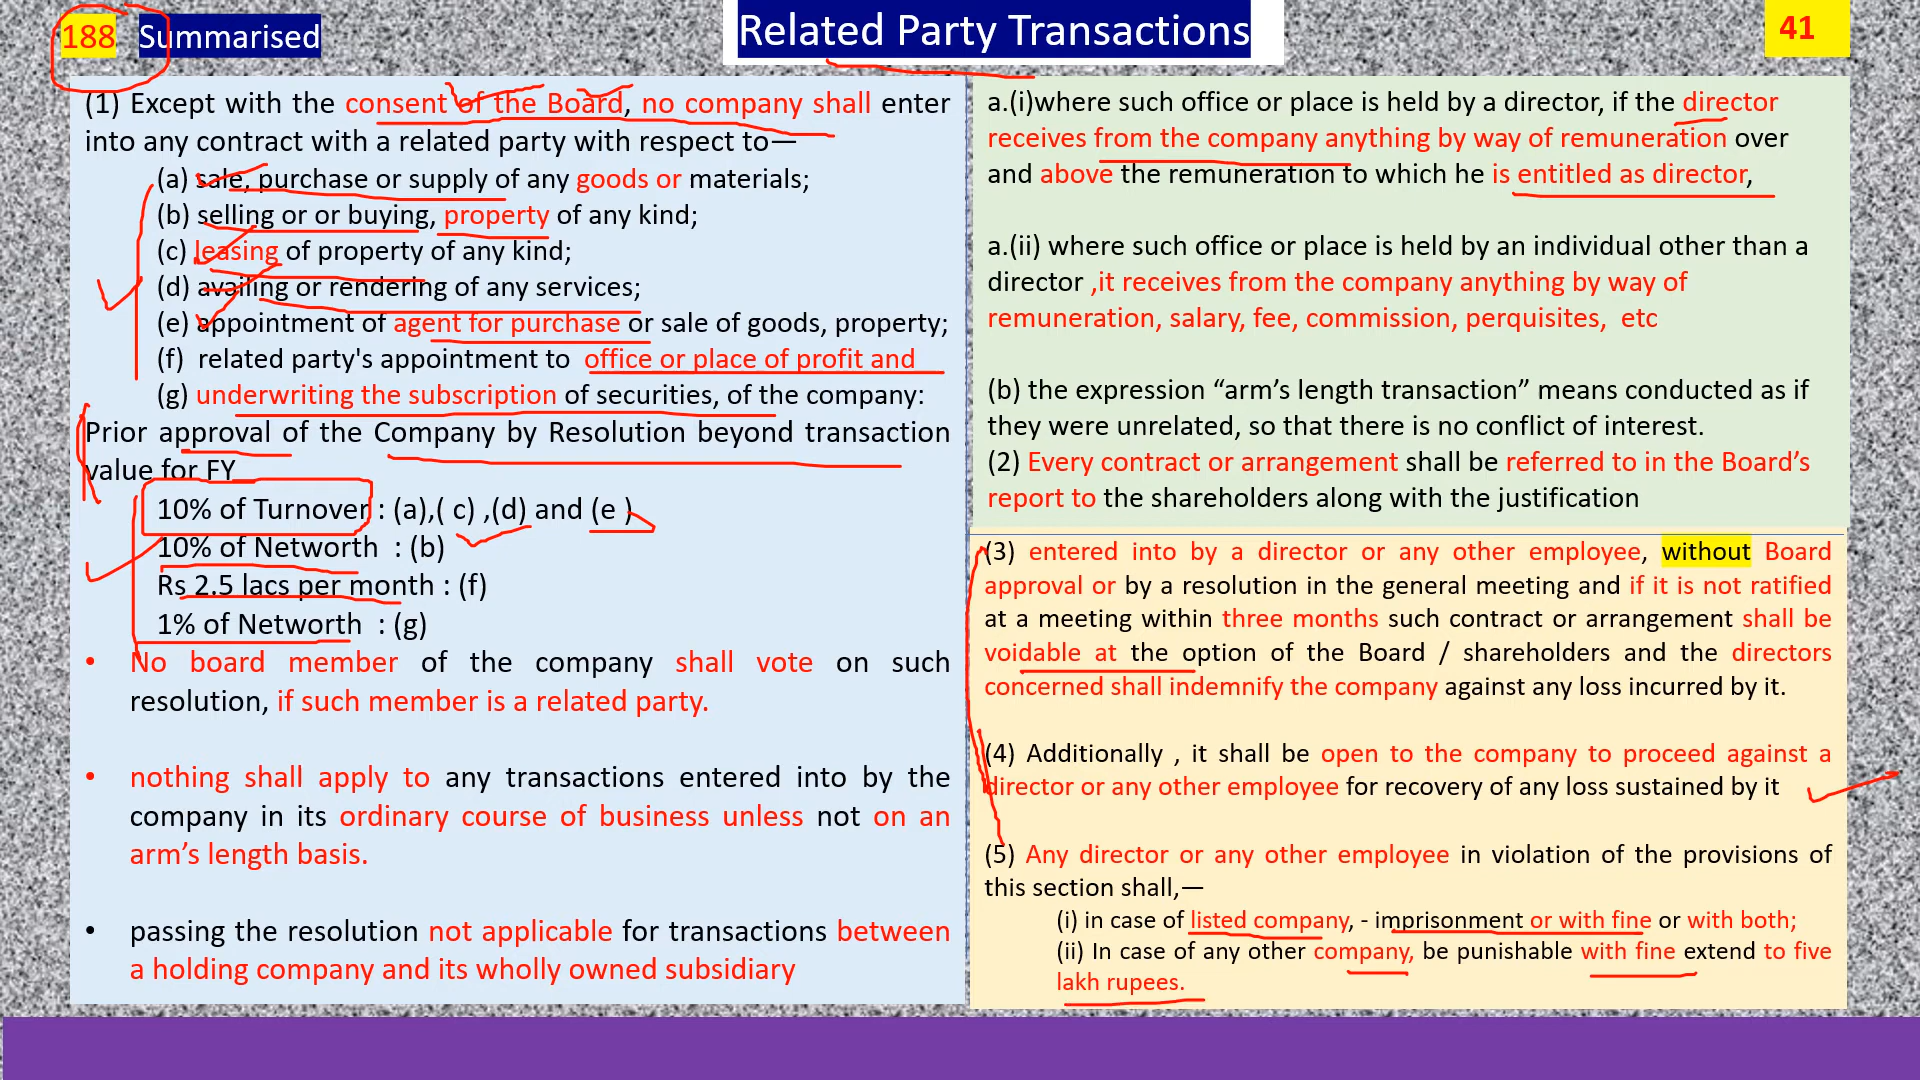 188 Summarised
Related Party Transactions
41
(1) Except with the consent of the Board, no company shall enter
into any contract with a related party with respect to—
(a) sale, purchase or supply of any goods or materials;
(b) selling or or buying, property of any kind;
(c) leasing of property of any kind;
(d) availing or rendering of any services;
(e) appointment of agent for purchase or sale of goods, property;
(f) related party's appointment to office or place of profit and
(g) underwriting the subscription of securities, of the company:
Prior approval of the Company by Resolution beyond transaction
value for FY
10% of Turnover : (a),( c) ,(d) and (e )
10% of Networth : (b)
Rs 2.5 lacs per month : (f)
1% of Networth : (g)
• No board member of the company shall vote on such
resolution, if such member is a related party.
• nothing shall apply to any transactions entered into by the
company in its ordinary course of business unless not on an
arm’s length basis.
• passing the resolution not applicable for transactions between
a holding company and its wholly owned subsidiary
a.(i)where such office or place is held by a director, if the director
receives from the company anything by way of remuneration over
and above the remuneration to which he is entitled as director,
a.(ii) where such office or place is held by an individual other than a
director ,it receives from the company anything by way of
remuneration, salary, fee, commission, perquisites, etc
(b) the expression “arm’s length transaction” means conducted as if
they were unrelated, so that there is no conflict of interest.
(2) Every contract or arrangement shall be referred to in the Board’s
report to the shareholders along with the justification
(3) entered into by a director or any other employee, without Board
approval or by a resolution in the general meeting and if it is not ratified
at a meeting within three months such contract or arrangement shall be
voidable at the option of the Board / shareholders and the directors
concerned shall indemnify the company against any loss incurred by it.
(4) Additionally , it shall be open to the company to proceed against a
director or any other employee for recovery of any loss sustained by it
(5) Any director or any other employee in violation of the provisions of
this section shall,—
(i) in case of listed company, - imprisonment or with fine or with both;
(ii) In case of any other company, be punishable with fine extend to five
lakh rupees.